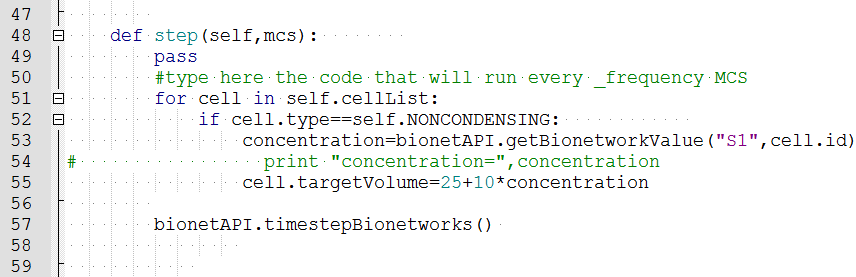 47
48 def step(self,mcs):
49 pass
50 #type here the code that will run every _frequency MCS
51 for cell in self.cellList:
52 if cell.type==self.NONCONDENSING:
53 concentration=bionetAPI.getBionetworkValue("S1",cell.id)
54 # print "concentration=",concentration
55 cell.targetVolume=25+10*concentration
56
57 bionetAPI.timestepBionetworks()
58
59